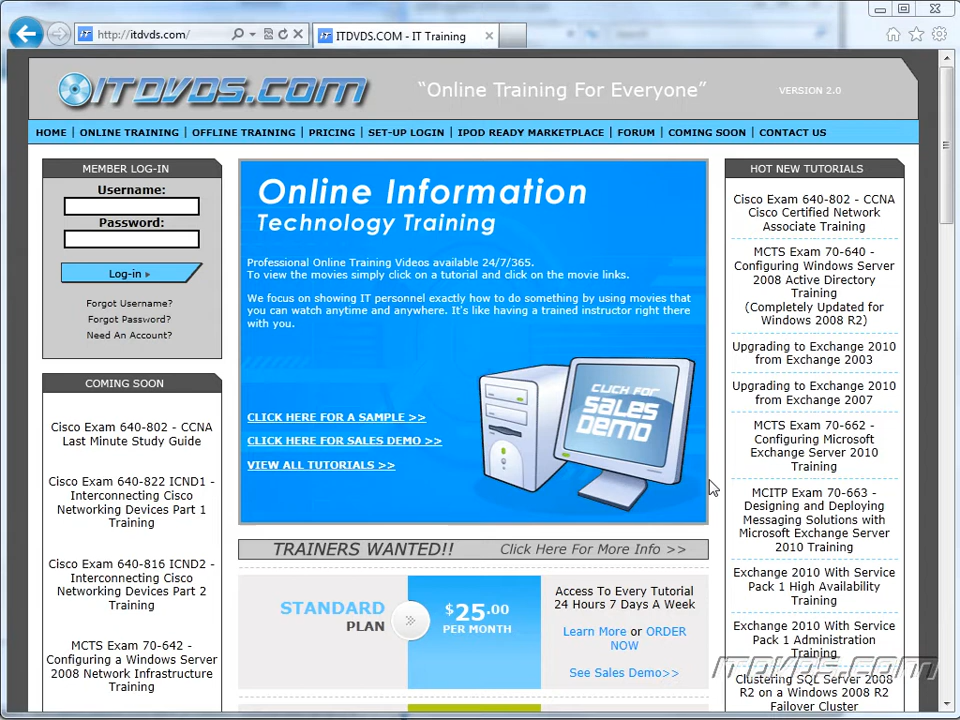 http://itdvds.com/
ITDVDS.COM - IT Training
ITDVDS.COM
“Online Training For Everyone”
VERSION 2.0
HOME | ONLINE TRAINING | OFFLINE TRAINING | PRICING | SET-UP LOGIN | IPOD READY MARKETPLACE | FORUM | COMING SOON | CONTACT US
MEMBER LOG-IN
Username:
Password:
Log-in
Forgot Username?
Forgot Password?
Need An Account?
COMING SOON
Cisco Exam 640-802 - CCNA
Last Minute Study Guide
Cisco Exam 640-822 ICND1 -
Interconnecting Cisco
Networking Devices Part 1
Training
Cisco Exam 640-816 ICND2 -
Interconnecting Cisco
Networking Devices Part 2
Training
MCTS Exam 70-642 -
Configuring a Windows Server
2008 Network Infrastructure
Training
Online Information
Technology Training
Professional Online Training Videos available 24/7/365.
To view the movies simply click on a tutorial and click on the movie links.
We focus on showing IT personnel exactly how to do something by using movies that
you can watch anytime and anywhere. It's like having a trained instructor right there
with you.
CLICK HERE FOR A SAMPLE >>
CLICK HERE FOR SALES DEMO >>
VIEW ALL TUTORIALS >>
CLICK FOR
SALES
DEMO
TRAINERS WANTED!! Click Here For More Info >>
STANDARD
PLAN
$25.00
PER MONTH
Access To Every Tutorial
24 Hours 7 Days A Week
Learn More or ORDER
NOW
See Sales Demo>>
HOT NEW TUTORIALS
Cisco Exam 640-802 - CCNA
Cisco Certified Network
Associate Training
MCTS Exam 70-640 -
Configuring Windows Server
2008 Active Directory
Training
(Completely Updated for
Windows 2008 R2)
Upgrading to Exchange 2010
from Exchange 2003
Upgrading to Exchange 2010
from Exchange 2007
MCTS Exam 70-662 -
Configuring Microsoft
Exchange Server 2010
Training
MCITP Exam 70-663 -
Designing and Deploying
Messaging Solutions with
Microsoft Exchange Server
2010 Training
Exchange 2010 With Service
Pack 1 High Availability
Training
Exchange 2010 With Service
Pack 1 Administration
Training
Clustering SQL Server 2008
R2 on a Windows 2008 R2
Failover Cluster
ITDVDS.COM